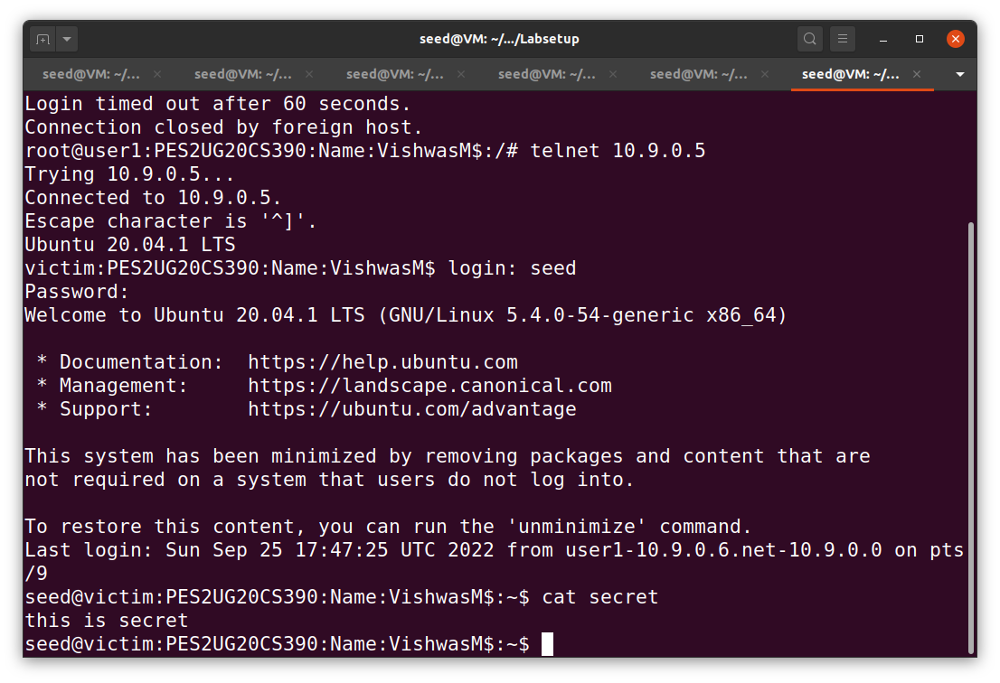 seed@VM: ~/.../Labsetup
seed@VM: ~/... seed@VM: ~/... seed@VM: ~/... seed@VM: ~/... seed@VM: ~/... seed@VM: ~/...
Login timed out after 60 seconds.
Connection closed by foreign host.
root@user1:PES2UG20CS390:Name:VishwasM$:/# telnet 10.9.0.5
Trying 10.9.0.5...
Connected to 10.9.0.5.
Escape character is '^]'.
Ubuntu 20.04.1 LTS
victim:PES2UG20CS390:Name:VishwasM$ login: seed
Password:
Welcome to Ubuntu 20.04.1 LTS (GNU/Linux 5.4.0-54-generic x86_64)
* Documentation:  https://help.ubuntu.com
* Management:     https://landscape.canonical.com
* Support:        https://ubuntu.com/advantage
This system has been minimized by removing packages and content that are
not required on a system that users do not log into.
To restore this content, you can run the 'unminimize' command.
Last login: Sun Sep 25 17:47:25 UTC 2022 from user1-10.9.0.6.net-10.9.0.0 on pts
/9
seed@victim:PES2UG20CS390:Name:VishwasM$:~$ cat secret
this is secret
seed@victim:PES2UG20CS390:Name:VishwasM$:~$